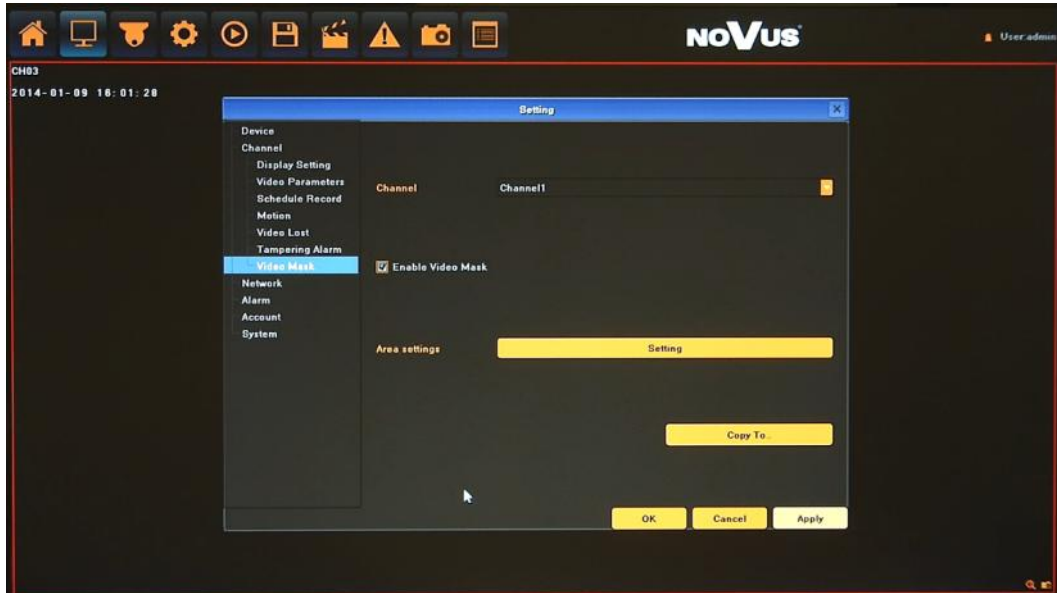 NOVUS
User:admin
CH03
2014-01-09 16:01:28
Setting
Device
Channel
Display Setting
Video Parameters
Schedule Record
Motion
Video Lost
Tampering Alarm
Video Mask
Network
Alarm
Account
System
Channel
Channel1
Enable Video Mask
Area settings
Setting
Copy To..
OK
Cancel
Apply